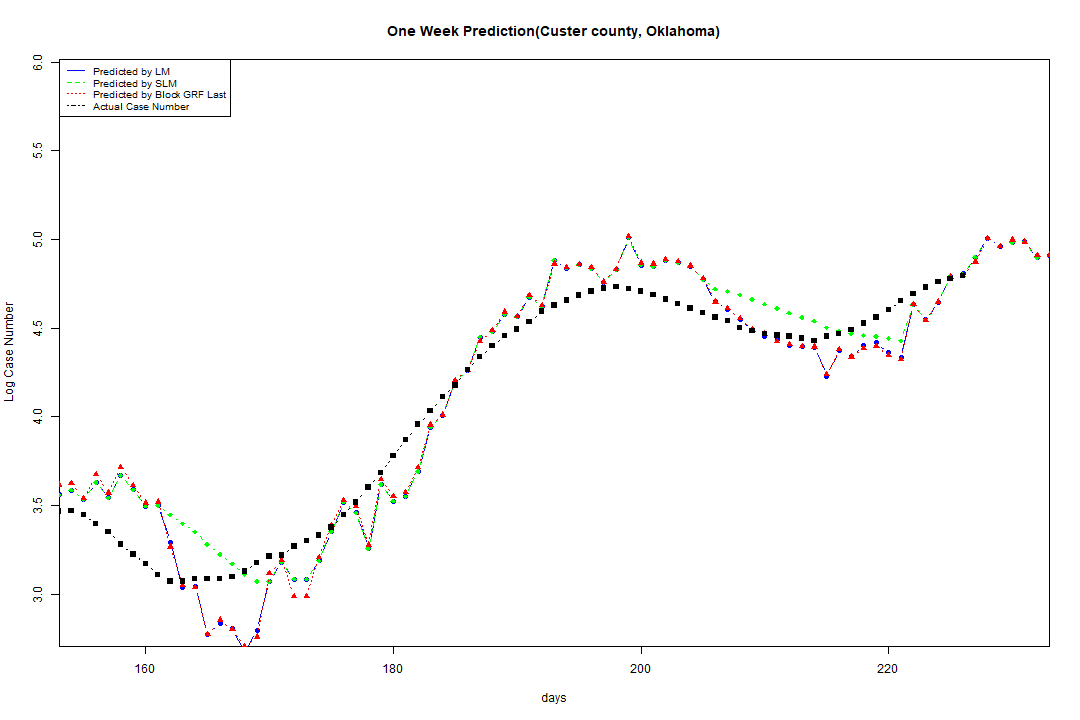 One Week Prediction(Custer county, Oklahoma)
Predicted by LM
Predicted by SLM
Predicted by Block GRF Last
Actual Case Number
6.0
5.5
5.0
4.5
4.0
3.5
3.0
Log Case Number
160 180 200 220
days